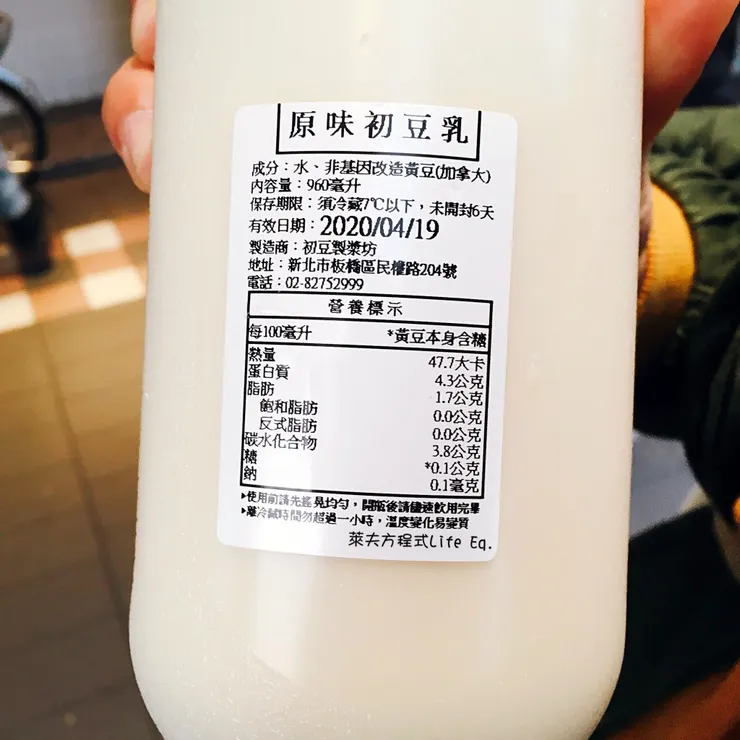 原味初豆乳
成分：水、非基因改造黃豆(加拿大)
內容量：960毫升
保存期限：須冷藏7℃以下，未開封6天
有效日期：2020/04/19
製造商：初豆製漿坊
地址：新北市板橋區民權路204號
電話：02-82752999
營養標示
每100毫升 *黃豆本身含糖
熱量 47.7大卡
蛋白質 4.3公克
脂肪 1.7公克
飽和脂肪 0.0公克
反式脂肪 0.0公克
碳水化合物 3.8公克
糖 *0.1公克
鈉 0.1毫克
▸使用前請先搖晃均勻，開瓶後請儘速飲用完畢
▸離冷藏時間勿超過一小時，溫度變化易變質
萊夫方程式Life Eq.